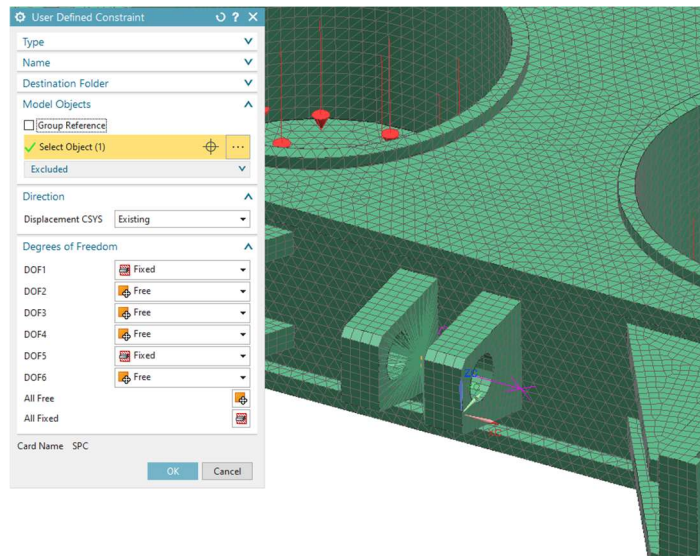 User Defined Constraint
Type
Name
Destination Folder
Model Objects
Group Reference
Select Object (1)
Excluded
Direction
Displacement CSYS Existing
Degrees of Freedom
DOF1 Fixed
DOF2 Free
DOF3 Free
DOF4 Free
DOF5 Fixed
DOF6 Free
All Free
All Fixed
Card Name SPC
OK Cancel